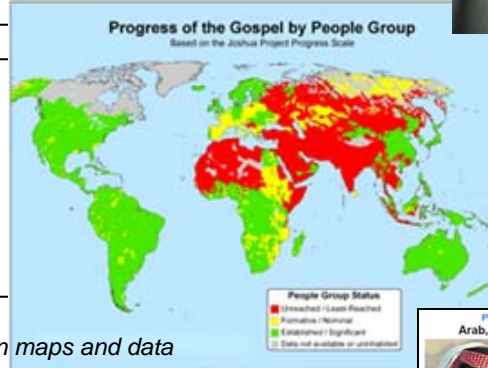 Progress of the Gospel by People Group
Based on the Joshua Project Progress Scale
People Group Status
Unreached / Least-Reached
Formative / Nominal
Established / Significant
Data not available or uninhabited
maps and data
Arab,